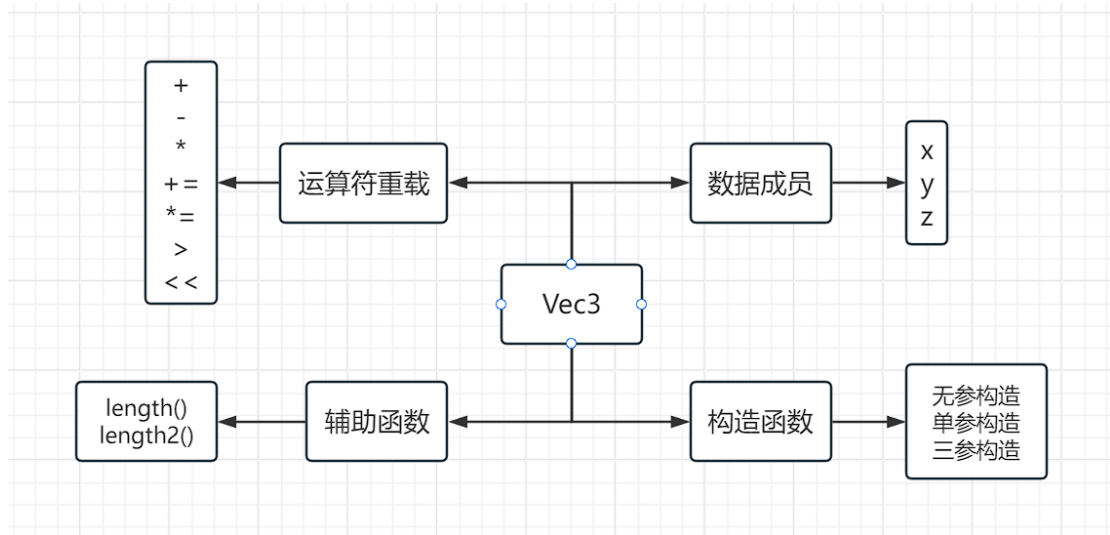 +
-
*
+=
*=
>
<<
运算符重载
数据成员
x
y
z
Vec3
length()
length2()
辅助函数
构造函数
无参构造
单参构造
三参构造